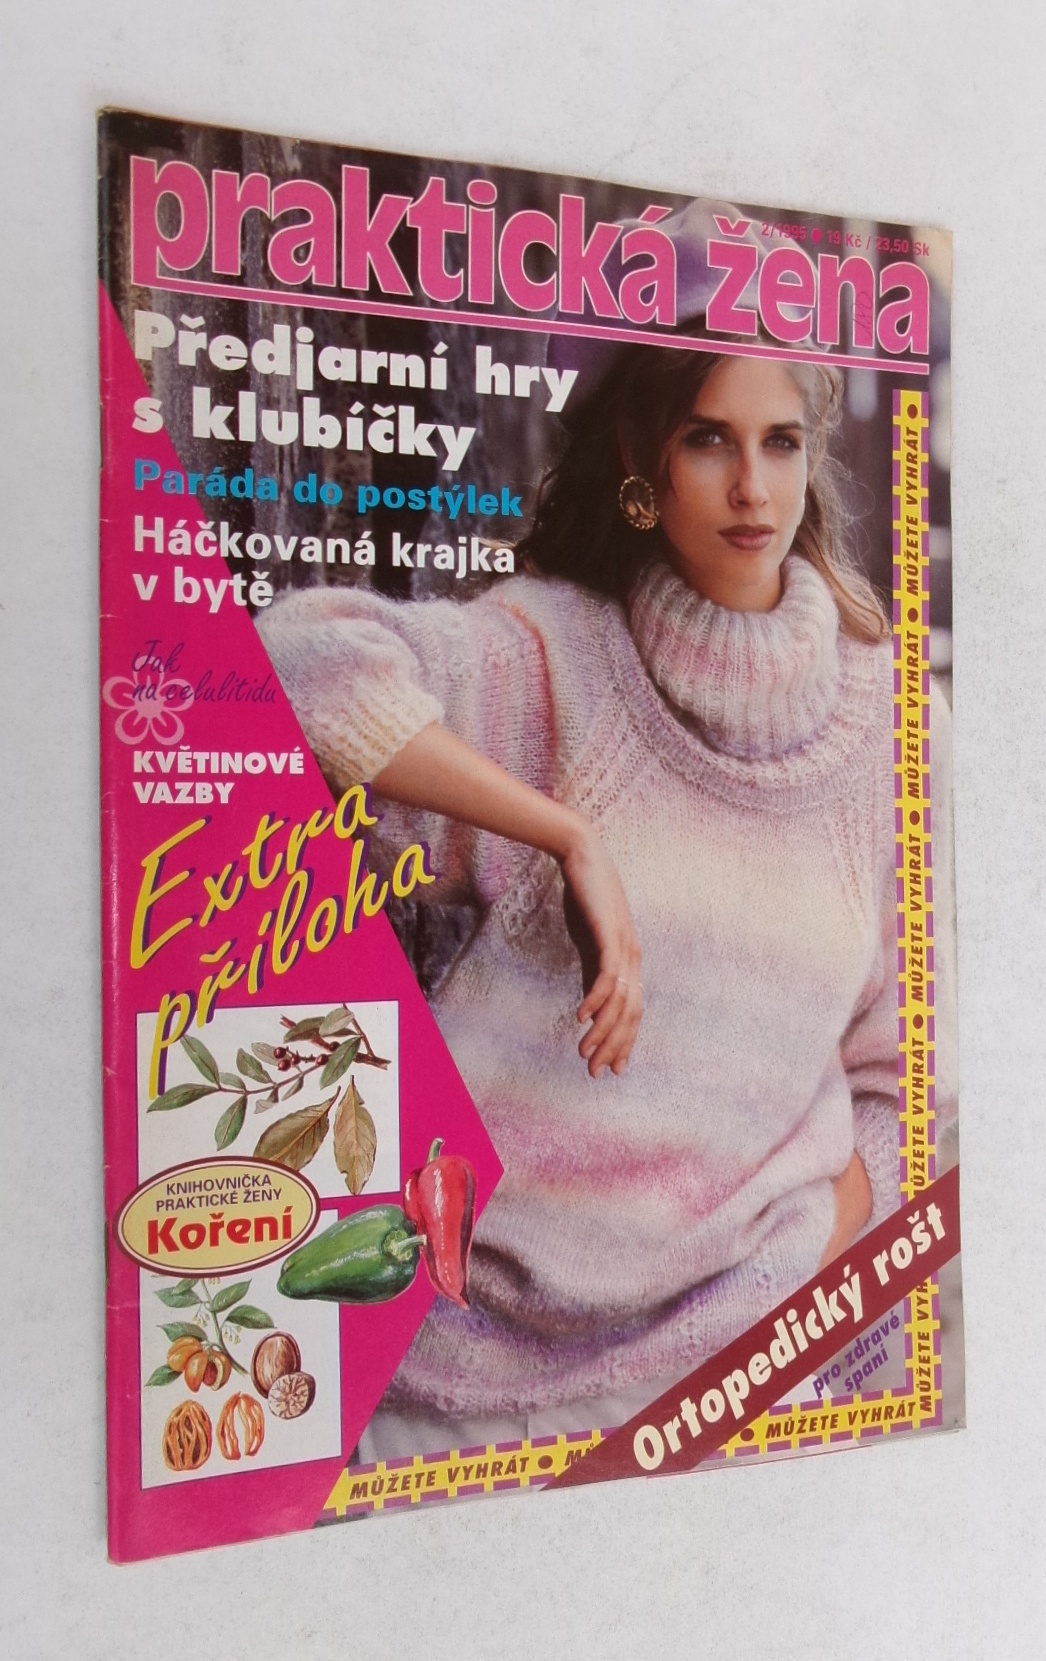 praktická žena
2/1995 ● 19 Kč / 23,50 Sk
Předjarní hry
s klubíčky
Paráda do postýlek
Háčkovaná krajka
v bytě
Jak
na celulitidu
KVĚTINOVÉ
VAZBY
Extra
příloha
KNIHOVNIČKA
PRAKTICKÉ ŽENY
Koření
MŮŽETE VYHRÁT ● MŮŽETE VYHRÁT ● MŮŽETE VYHRÁT ● MŮŽETE VYHRÁT ● MŮŽETE VYHRÁT
Ortopedický rošt
pro zdravé
spaní
MŮŽETE VYHRÁT ● MŮ
● MŮŽETE VYHRÁT